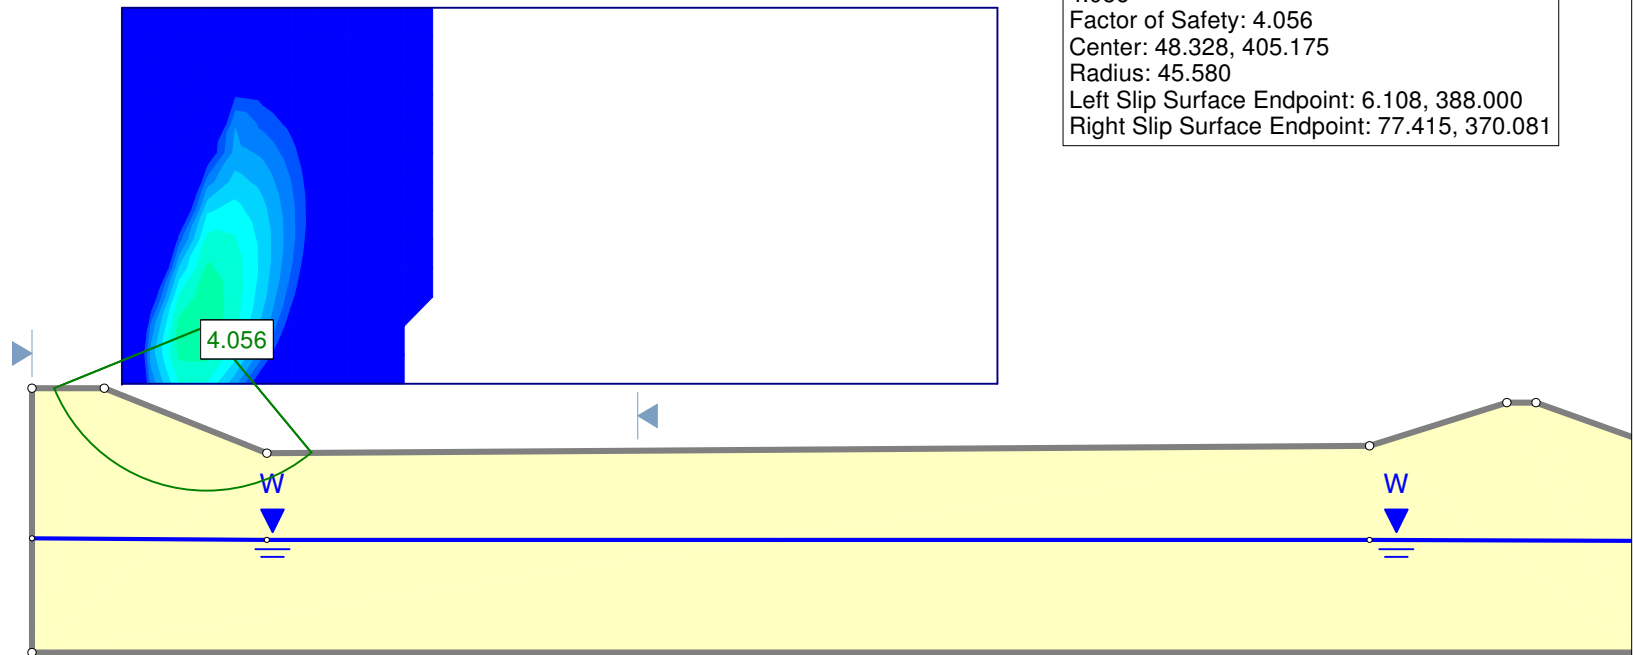 Factor of Safety: 4.056
Center: 48.328, 405.175
Radius: 45.580
Left Slip Surface Endpoint: 6.108, 388.000
Right Slip Surface Endpoint: 77.415, 370.081
4.056
W
W